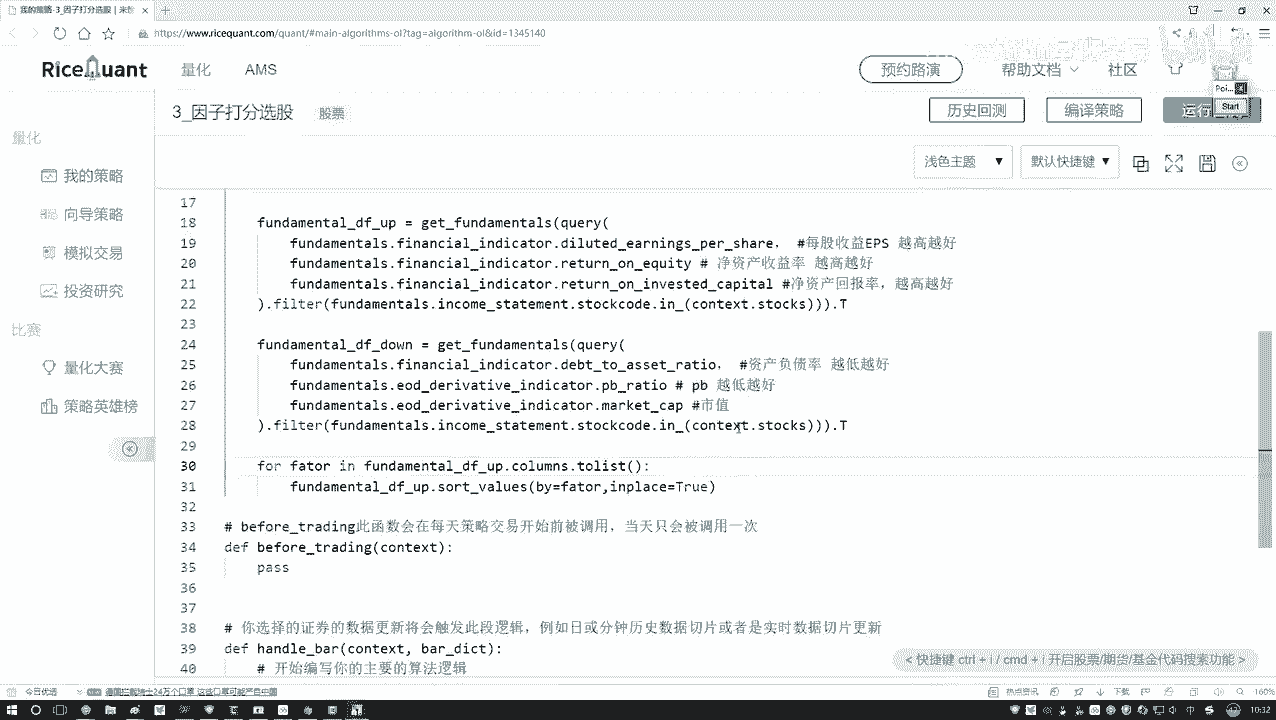 我的策略-3_因子打分选股
https://www.ricequant.com/quant/#main-algorithms-ol?tag=algorithm-ol&id=1345140
RiceQuant 量化 AMS 预约路演 帮助文档 社区
Poi...
Start
3_因子打分选股 股票 历史回测 编译策略 运行
量化
我的策略
向导策略
模拟交易
投资研究
比赛
量化大赛
策略英雄榜
浅色主题 ▼ 默认快捷键 ▼
17
18 fundamental_df_up = get_fundamentals(query(
19 fundamentals.financial_indicator.diluted_earnings_per_share, #每股收益EPS 越高越好
20 fundamentals.financial_indicator.return_on_equity # 净资产收益率 越高越好
21 fundamentals.financial_indicator.return_on_invested_capital #净资产回报率，越高越好
22 ).filter(fundamentals.income_statement.stockcode.in_(context.stocks))).T
23
24 fundamental_df_down = get_fundamentals(query(
25 fundamentals.financial_indicator.debt_to_asset_ratio, #资产负债率 越低越好
26 fundamentals.eod_derivative_indicator.pb_ratio # pb 越低越好
27 fundamentals.eod_derivative_indicator.market_cap #市值
28 ).filter(fundamentals.income_statement.stockcode.in_(context.stocks))).T
29
30 for fator in fundamental_df_up.columns.tolist():
31 fundamental_df_up.sort_values(by=fator,inplace=True)
32
33 # before_trading此函数会在每天策略交易开始前被调用，当天只会被调用一次
34 def before_trading(context):
35 pass
36
37
38 # 你选择的证券的数据更新将会触发此段逻辑，例如日或分钟历史数据切片或者是实时数据切片更新
39 def handle_bar(context, bar_dict):
40 # 开始编写你的主要的算法逻辑
< 快捷键 ctrl + i / cmd + i 开启股票/期货/基金代码搜索功能 >
今日优选 热点资讯 下载 160%
中 10:32